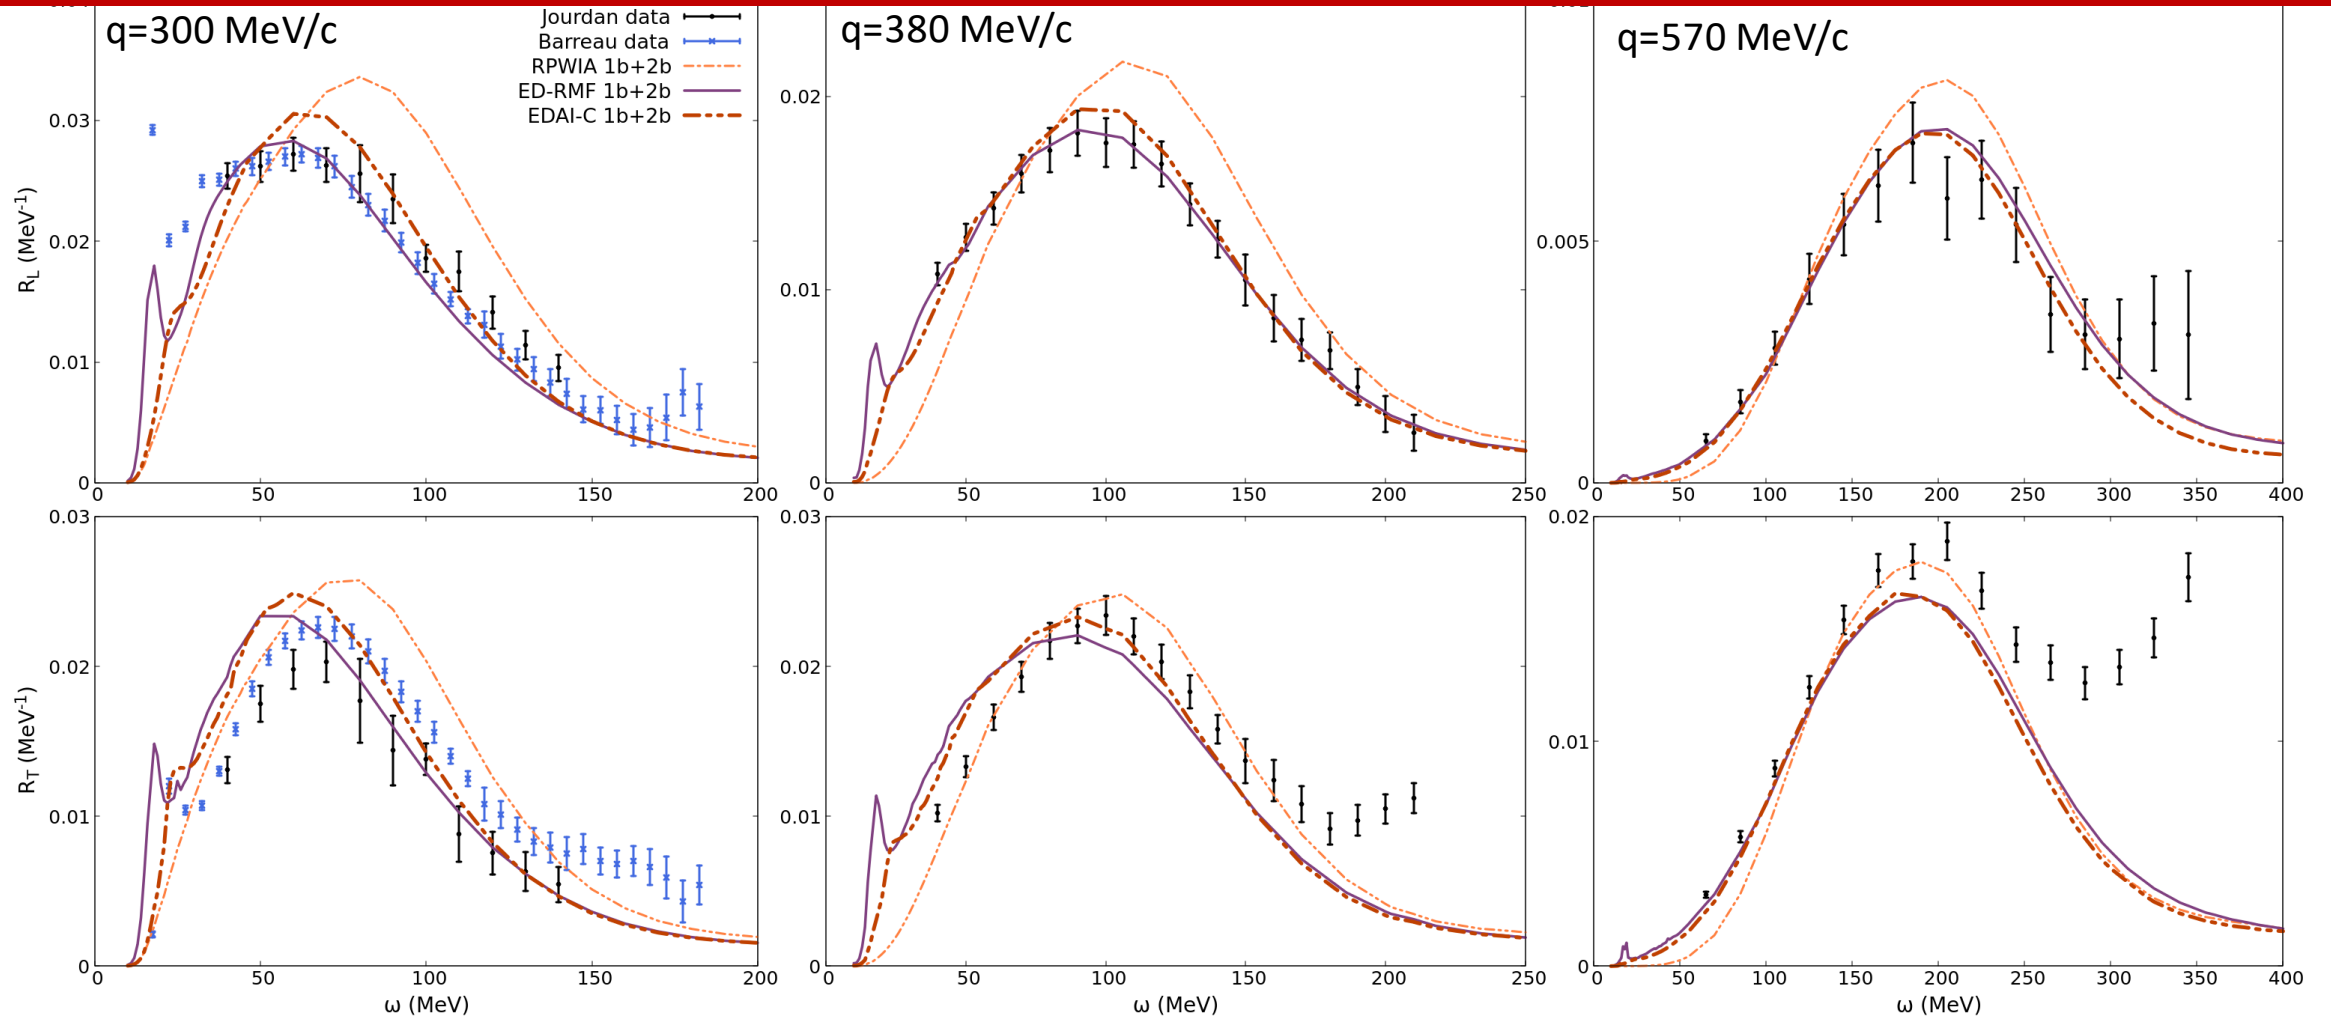 q=300 MeV/c
Jourdan data
Barreau data
RPWIA 1b+2b
ED-RMF 1b+2b
EDAI-C 1b+2b
q=380 MeV/c
q=570 MeV/c
R_L (MeV^-1)
0.03
0.02
0.01
0
0 50 100 150 200
0.02
0.01
0
50 100 150 200 250
0.005
0
0 50 100 150 200 250 300 350 400
R_T (MeV^-1)
0.03
0.02
0.01
0
0 50 100 150 200
ω (MeV)
0.03
0.02
0.01
0
50 100 150 200 250
ω (MeV)
0.02
0.01
0
0 50 100 150 200 250 300 350 400
ω (MeV)